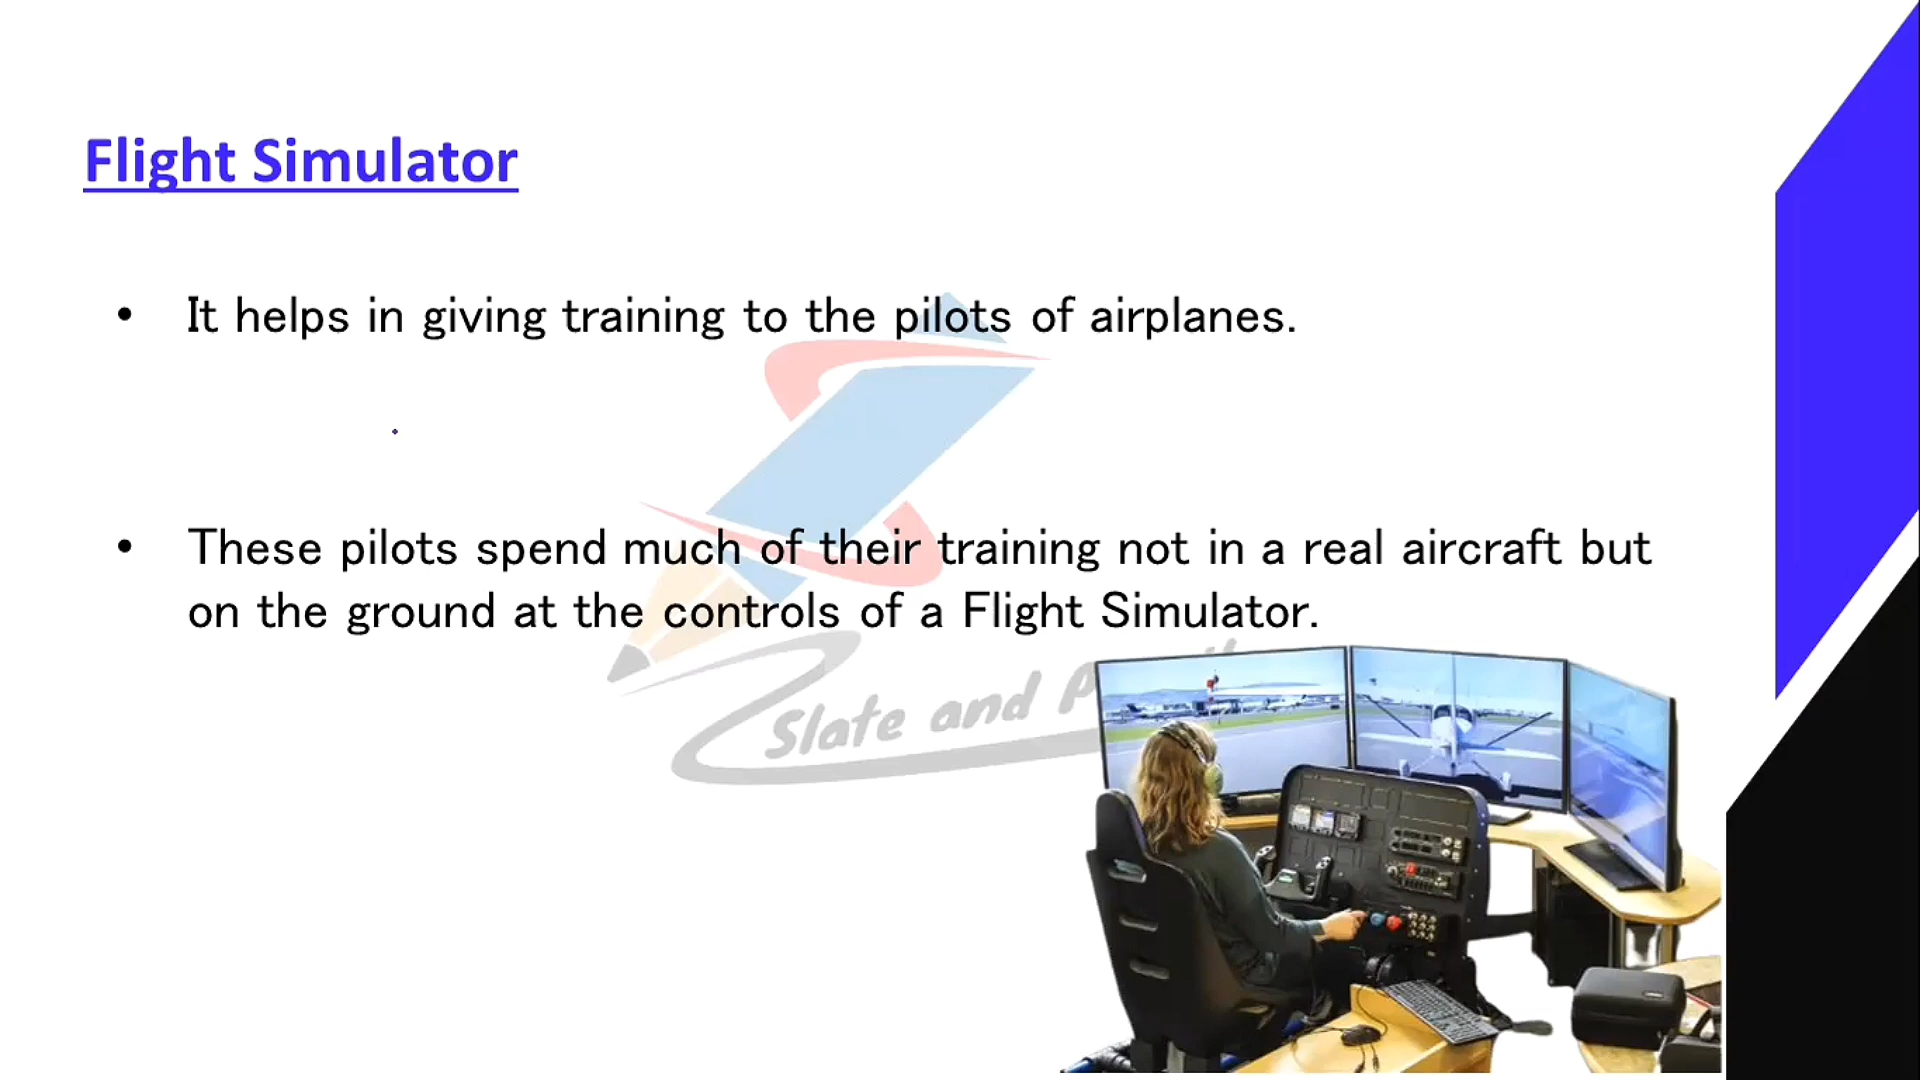 Flight Simulator
• It helps in giving training to the pilots of airplanes.
• These pilots spend much of their training not in a real aircraft but
on the ground at the controls of a Flight Simulator.
Slate and